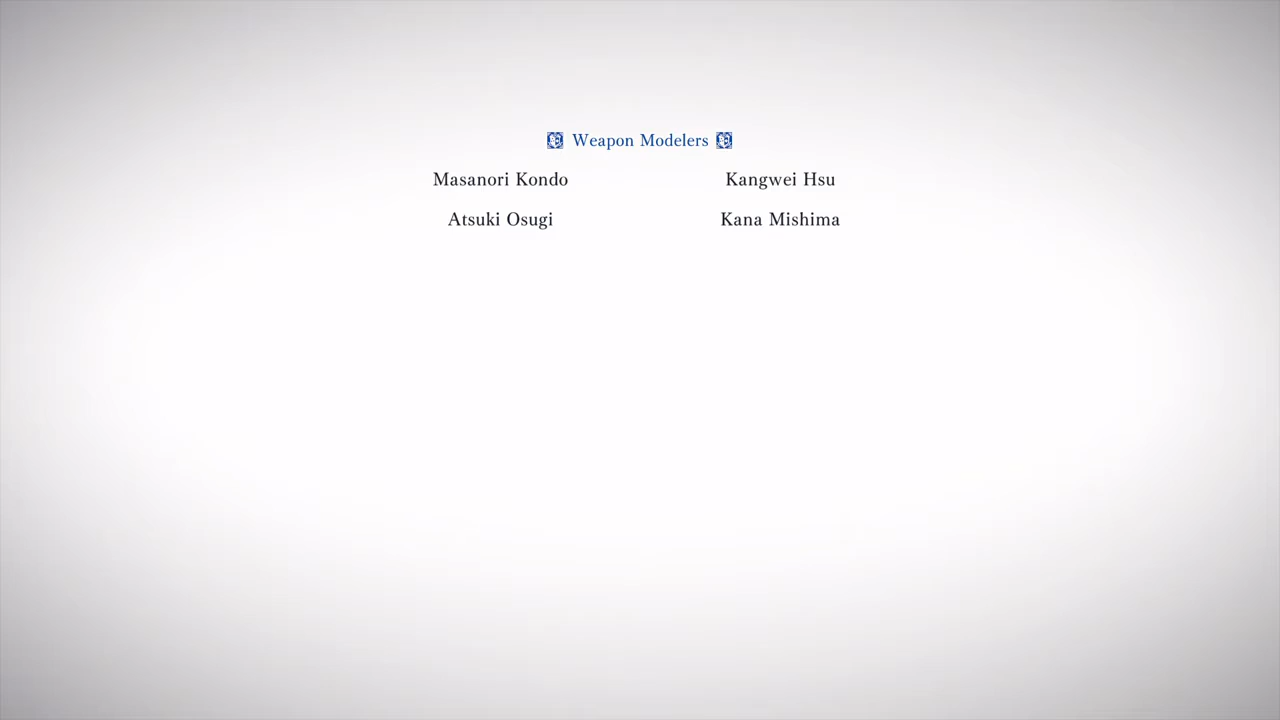 Weapon Modelers
Masanori Kondo Kangwei Hsu
Atsuki Osugi Kana Mishima